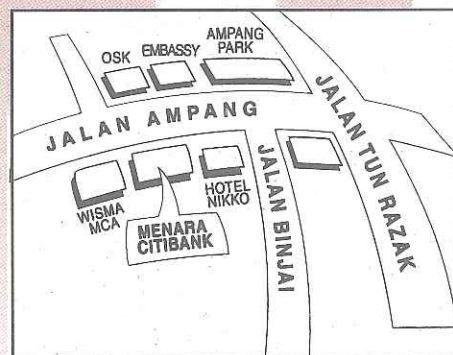 AMPANG
PARK
EMBASSY
OSK
JALAN AMPANG
JALAN TUN RAZAK
WISMA
MCA
MENARA
CITIBANK
HOTEL
NIKKO
JALAN BINJAI